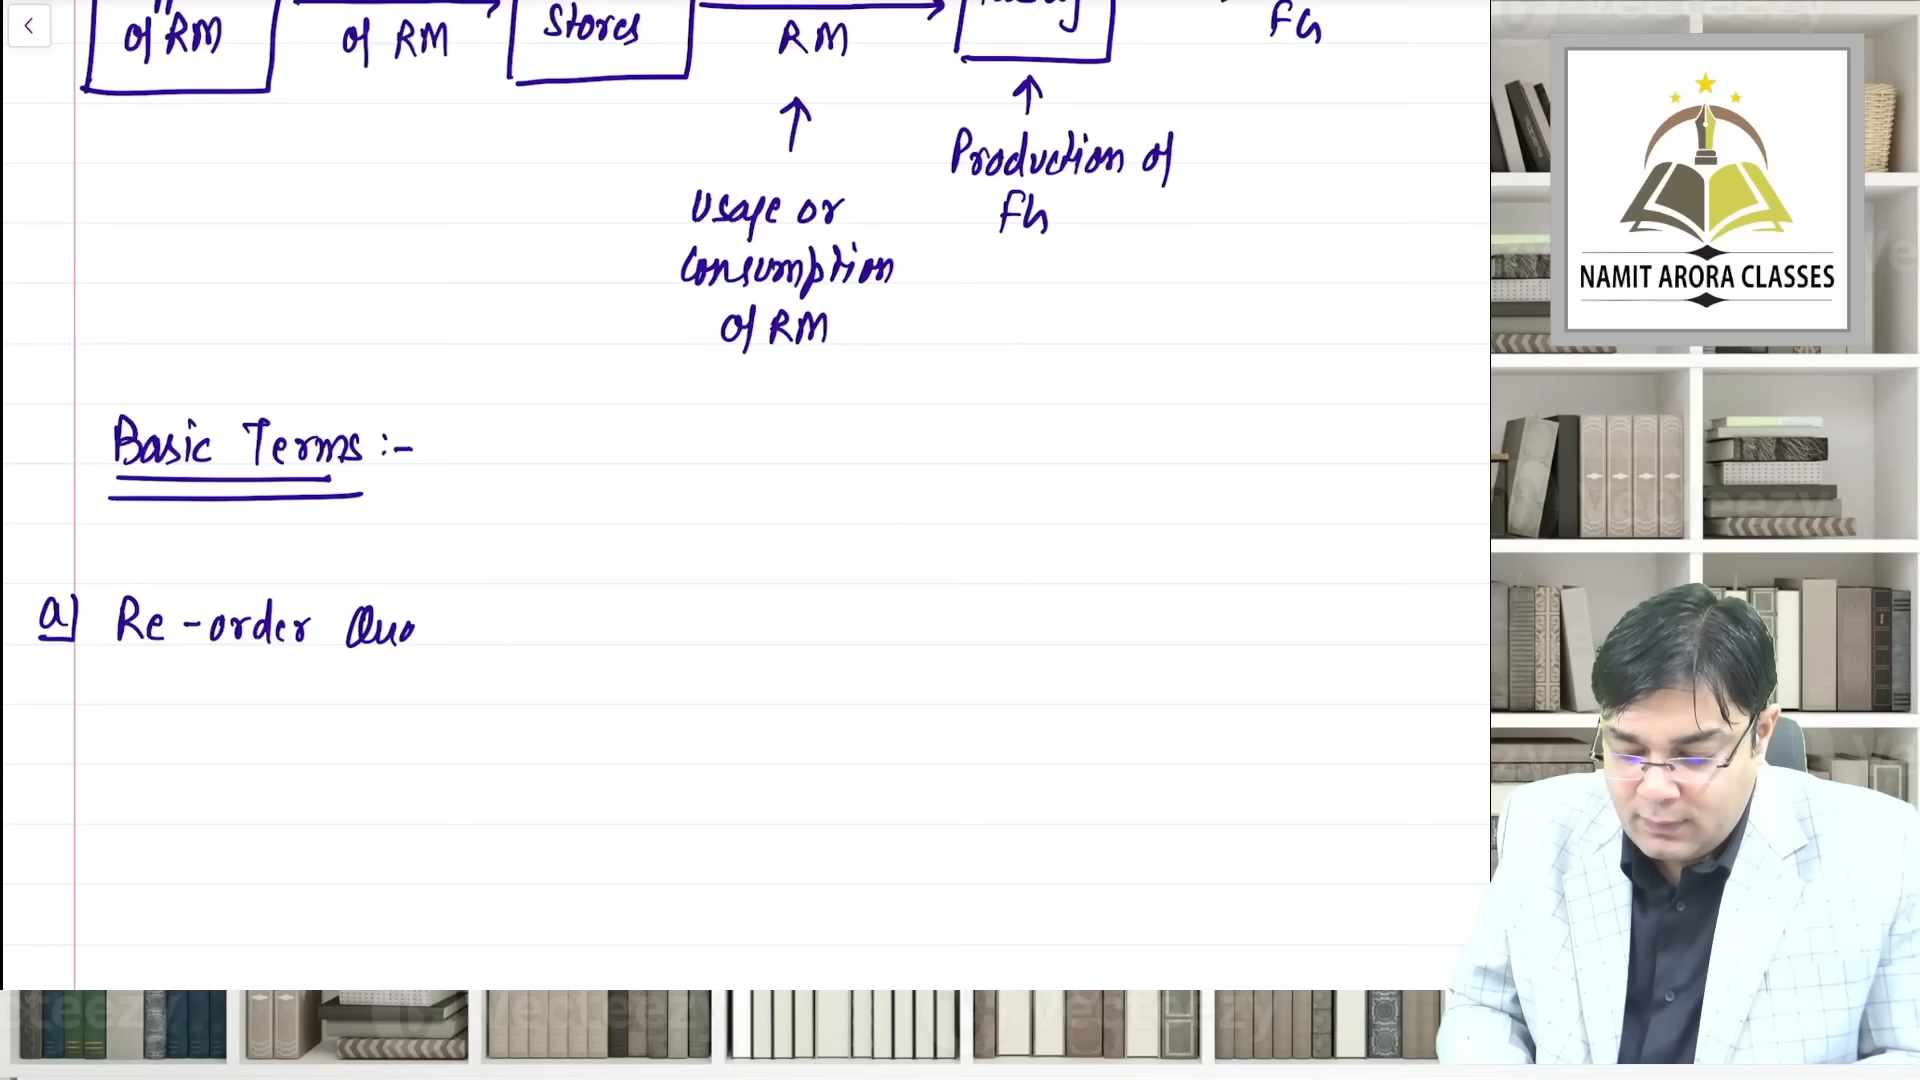 of RM
of RM
Stores
RM
FG
Production of
FG
Usage or
Consumption
of RM
Basic Terms :-
a) Re-order Qua
NAMIT ARORA CLASSES